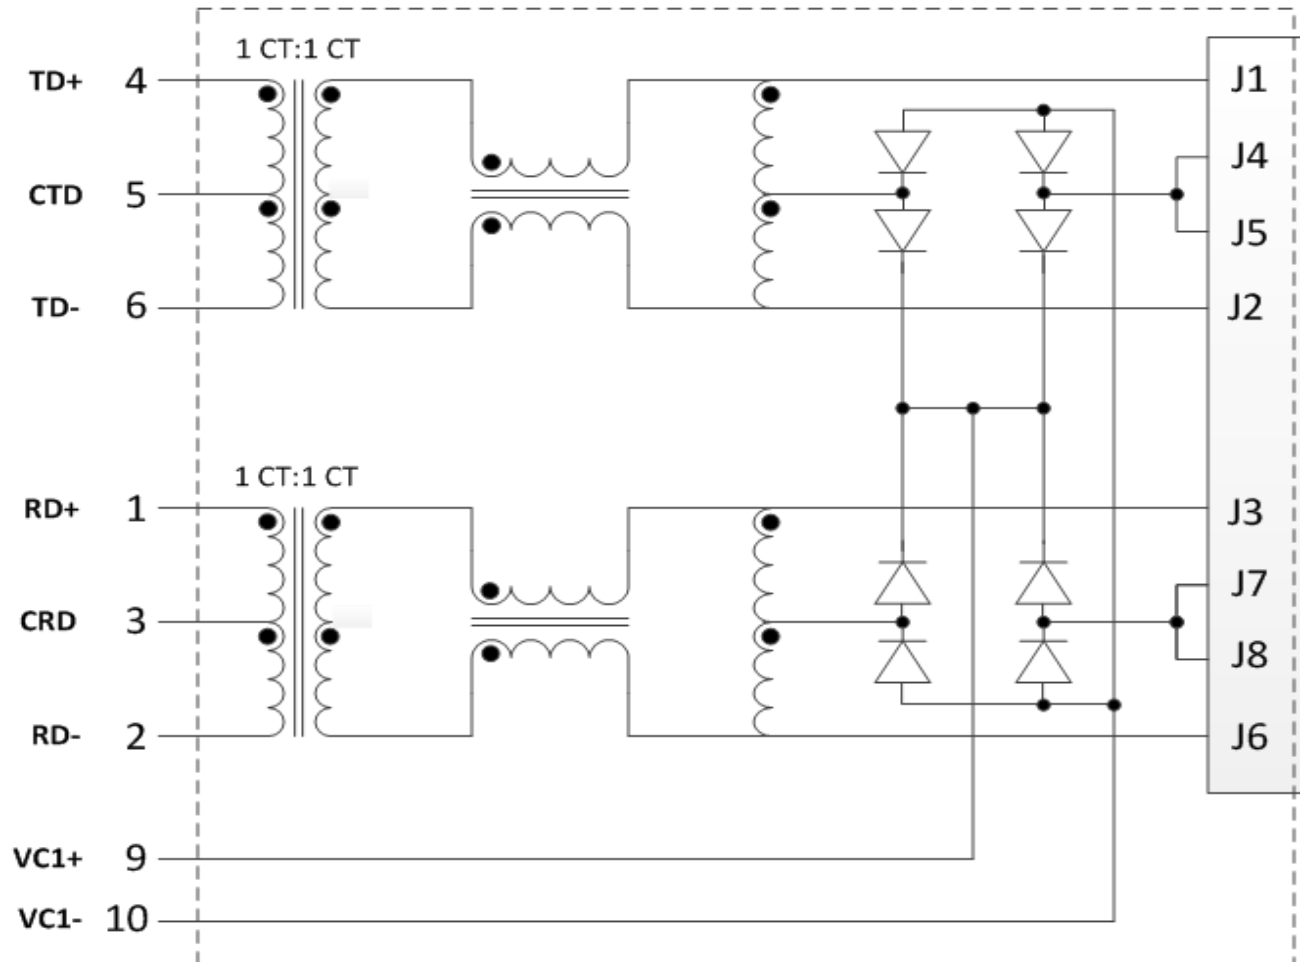 1 CT:1 CT
TD+ 4 J1
J4
CTD 5
J5
TD- 6 J2
1 CT:1 CT
RD+ 1 J3
J7
CRD 3
J8
RD- 2 J6
VC1+ 9
VC1- 10